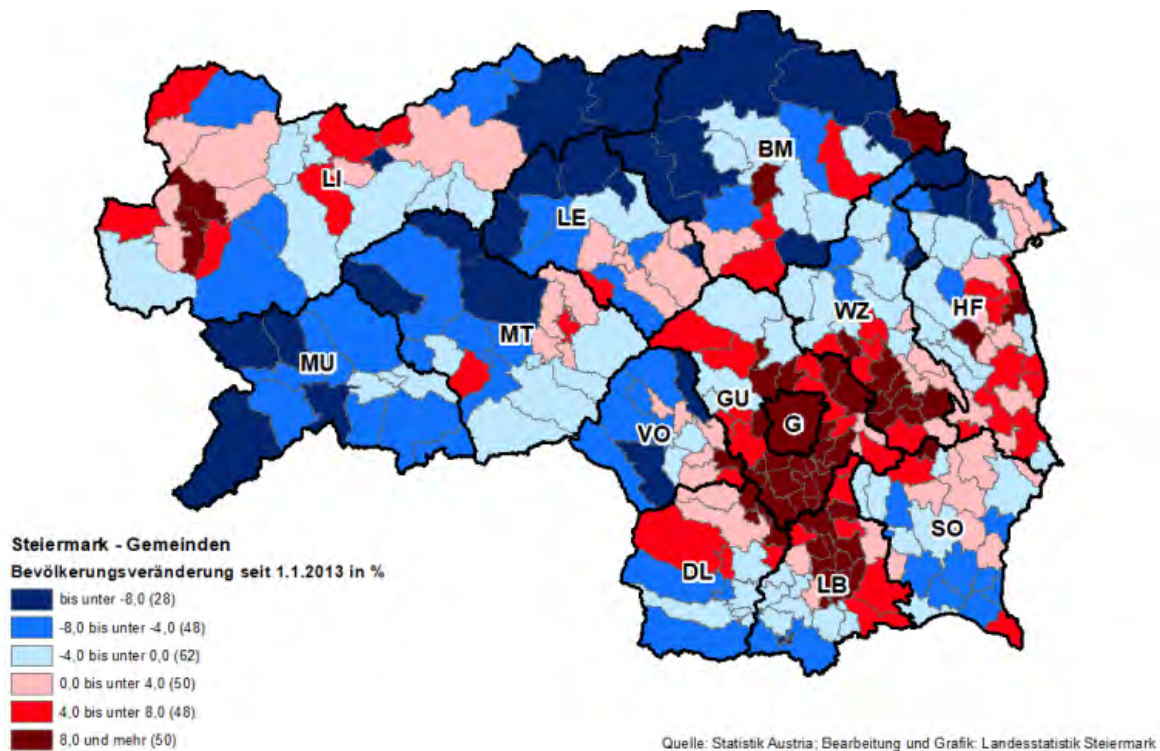 BM
LI
LE
HF
WZ
MT
MU
GU
G
VO
SO
DL
LB
Steiermark - Gemeinden
Bevölkerungsveränderung seit 1.1.2013 in %
bis unter -8,0 (28)
-8,0 bis unter -4,0 (48)
-4,0 bis unter 0,0 (62)
0,0 bis unter 4,0 (50)
4,0 bis unter 8,0 (48)
8,0 und mehr (50)
Quelle: Statistik Austria; Bearbeitung und Grafik: Landesstatistik Steiermark